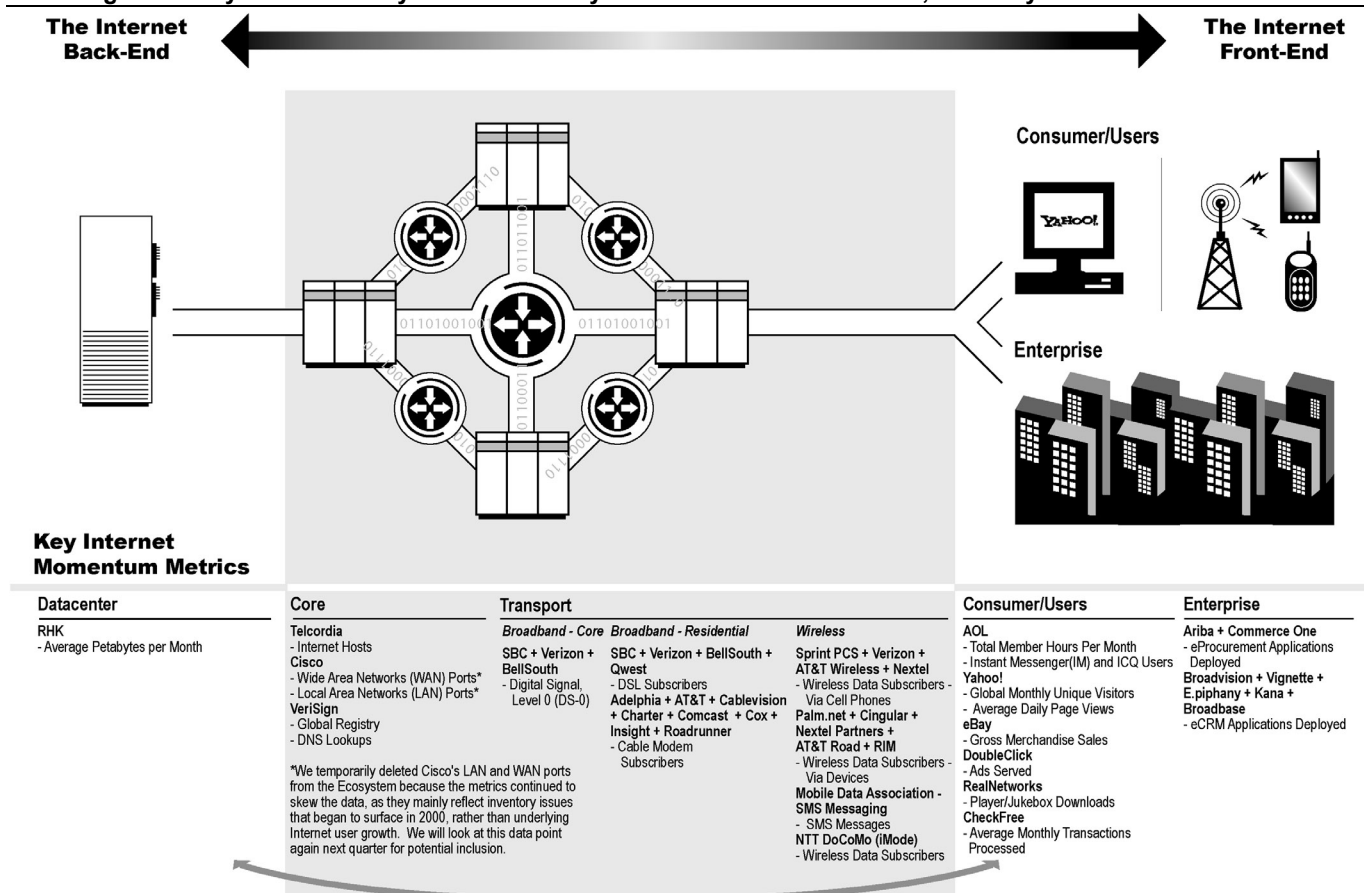 The Internet
Back-End
The Internet
Front-End
Consumer/Users
YAHOO!
Enterprise
0001110
010
01101100
010
0001110
01101001001
01101001001
0111000
0110001
010
0111000
Key Internet
Momentum Metrics
Datacenter
RHK
- Average Petabytes per Month
Core
Telcordia
- Internet Hosts
Cisco
- Wide Area Networks (WAN) Ports*
- Local Area Networks (LAN) Ports*
VeriSign
- Global Registry
- DNS Lookups
*We temporarily deleted Cisco's LAN and WAN ports
from the Ecosystem because the metrics continued to
skew the data, as they mainly reflect inventory issues
that began to surface in 2000, rather than underlying
Internet user growth. We will look at this data point
again next quarter for potential inclusion.
Transport
Broadband - Core
SBC + Verizon +
BellSouth
- Digital Signal,
Level 0 (DS-0)
Broadband - Residential
SBC + Verizon + BellSouth +
Qwest
- DSL Subscribers
Adelphia + AT&T + Cablevision
+ Charter + Comcast + Cox +
Insight + Roadrunner
- Cable Modem
Subscribers
Wireless
Sprint PCS + Verizon +
AT&T Wireless + Nextel
- Wireless Data Subscribers -
Via Cell Phones
Palm.net + Cingular +
Nextel Partners +
AT&T Road + RIM
- Wireless Data Subscribers -
Via Devices
Mobile Data Association -
SMS Messaging
- SMS Messages
NTT DoCoMo (iMode)
- Wireless Data Subscribers
Consumer/Users
AOL
- Total Member Hours Per Month
- Instant Messenger(IM) and ICQ Users
Yahoo!
- Global Monthly Unique Visitors
- Average Daily Page Views
eBay
- Gross Merchandise Sales
DoubleClick
- Ads Served
RealNetworks
- Player/Jukebox Downloads
CheckFree
- Average Monthly Transactions
Processed
Enterprise
Ariba + Commerce One
- eProcurement Applications
Deployed
Broadvision + Vignette +
E.piphany + Kana +
Broadbase
- eCRM Applications Deployed